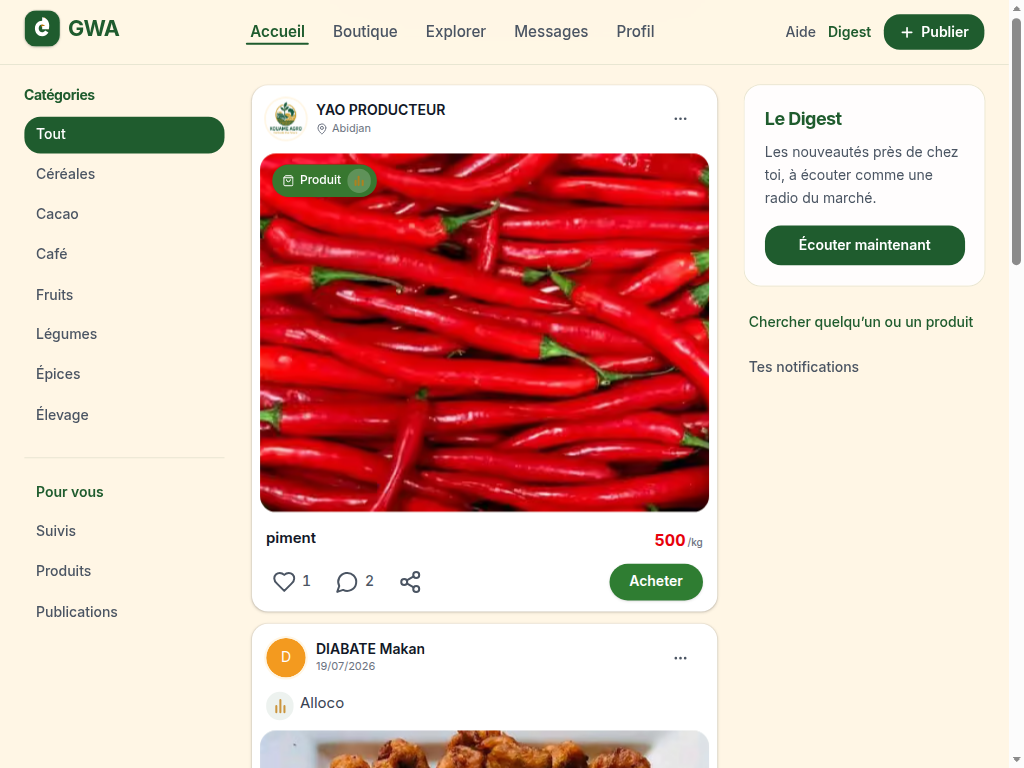 GWA
Accueil
Boutique
Explorer
Messages
Profil
Aide
Digest
Publier
Catégories
Tout
Céréales
Cacao
Café
Fruits
Légumes
Épices
Élevage
Pour vous
Suivis
Produits
Publications
KOUAME AGRO
YAO PRODUCTEUR
Abidjan
Produit
piment
500 /kg
1
2
Acheter
D
DIABATE Makan
19/07/2026
Alloco
Le Digest
Les nouveautés près de chez
toi, à écouter comme une
radio du marché.
Écouter maintenant
Chercher quelqu'un ou un produit
Tes notifications